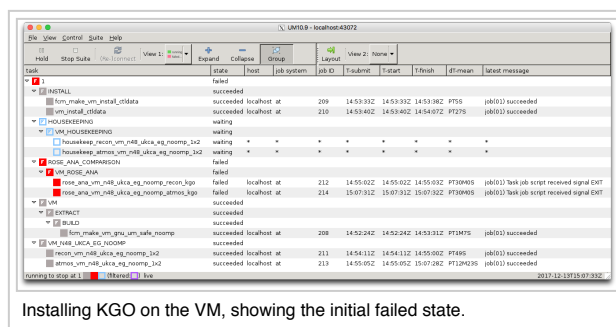 UM10.9 - localhost:43072
File View Control Suite Help
Hold Stop Suite (Re-)connect View 1: Expand Collapse Group Layout View 2: None
task state host job system job ID T-submit T-start T-finish dT-mean latest message
1 failed
INSTALL succeeded
fcm_make_vm_install_ctldata succeeded localhost at 209 14:53:33Z 14:53:33Z 14:53:38Z PT5S job(01) succeeded
vm_install_ctldata succeeded localhost at 210 14:53:40Z 14:53:40Z 14:54:07Z PT27S job(01) succeeded
HOUSEKEEPING waiting
VM_HOUSEKEEPING waiting
housekeep_recon_vm_n48_ukca_eg_noomp_1x2 waiting * * * * * * * *
housekeep_atmos_vm_n48_ukca_eg_noomp_1x2 waiting * * * * * * * *
ROSE_ANA_COMPARISON failed
VM_ROSE_ANA failed
rose_ana_vm_n48_ukca_eg_noomp_recon_kgo failed localhost at 212 14:55:02Z 14:55:02Z 14:55:03Z PT30M0S job(01) Task job script received signal EXIT
rose_ana_vm_n48_ukca_eg_noomp_atmos_kgo failed localhost at 214 15:07:31Z 15:07:31Z 15:07:32Z PT30M0S job(01) Task job script received signal EXIT
VM succeeded
EXTRACT succeeded
BUILD succeeded
fcm_make_vm_gnu_um_safe_noomp succeeded localhost at 208 14:52:24Z 14:52:24Z 14:53:31Z PT1M7S job(01) succeeded
VM_N48_UKCA_EG_NOOMP succeeded
recon_vm_n48_ukca_eg_noomp_1x2 succeeded localhost at 211 14:54:11Z 14:54:11Z 14:55:00Z PT49S job(01) succeeded
atmos_vm_n48_ukca_eg_noomp_1x2 succeeded localhost at 213 14:55:05Z 14:55:05Z 15:07:28Z PT12M23S job(01) succeeded
running to stop at 1 (filtered ) live 2017-12-13T15:07:33Z
Installing KGO on the VM, showing the initial failed state.